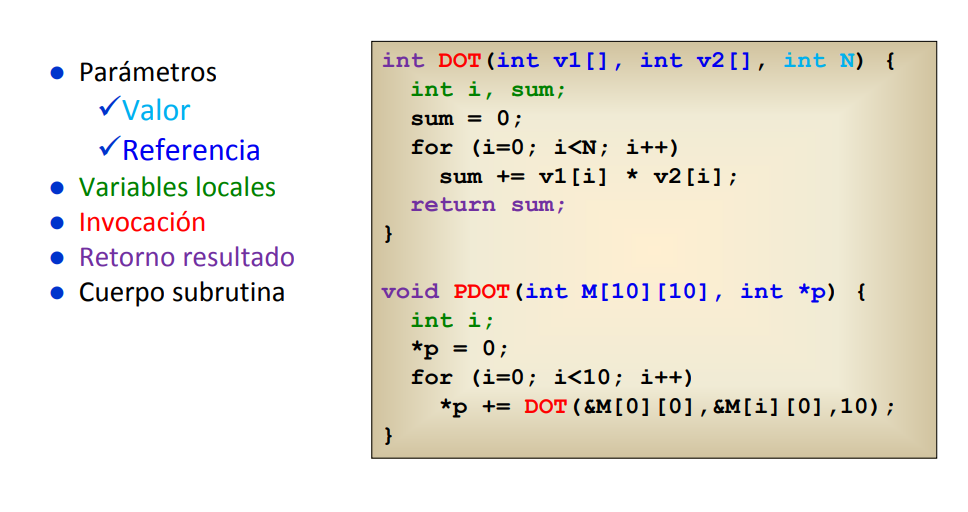 ● Parámetros
✓Valor
✓Referencia
● Variables locales
● Invocación
● Retorno resultado
● Cuerpo subrutina
int DOT(int v1[], int v2[], int N) {
  int i, sum;
  sum = 0;
  for (i=0; i<N; i++)
    sum += v1[i] * v2[i];
  return sum;
}
void PDOT(int M[10][10], int *p) {
  int i;
  *p = 0;
  for (i=0; i<10; i++)
    *p += DOT(&M[0][0],&M[i][0],10);
}